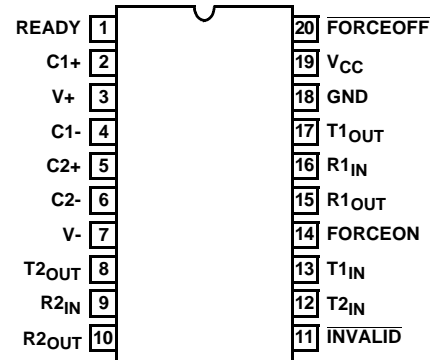 READY 1
C1+ 2
V+ 3
C1- 4
C2+ 5
C2- 6
V- 7
T2OUT 8
R2IN 9
R2OUT 10
20 FORCEOFF
19 VCC
18 GND
17 T1OUT
16 R1IN
15 R1OUT
14 FORCEON
13 T1IN
12 T2IN
11 INVALID